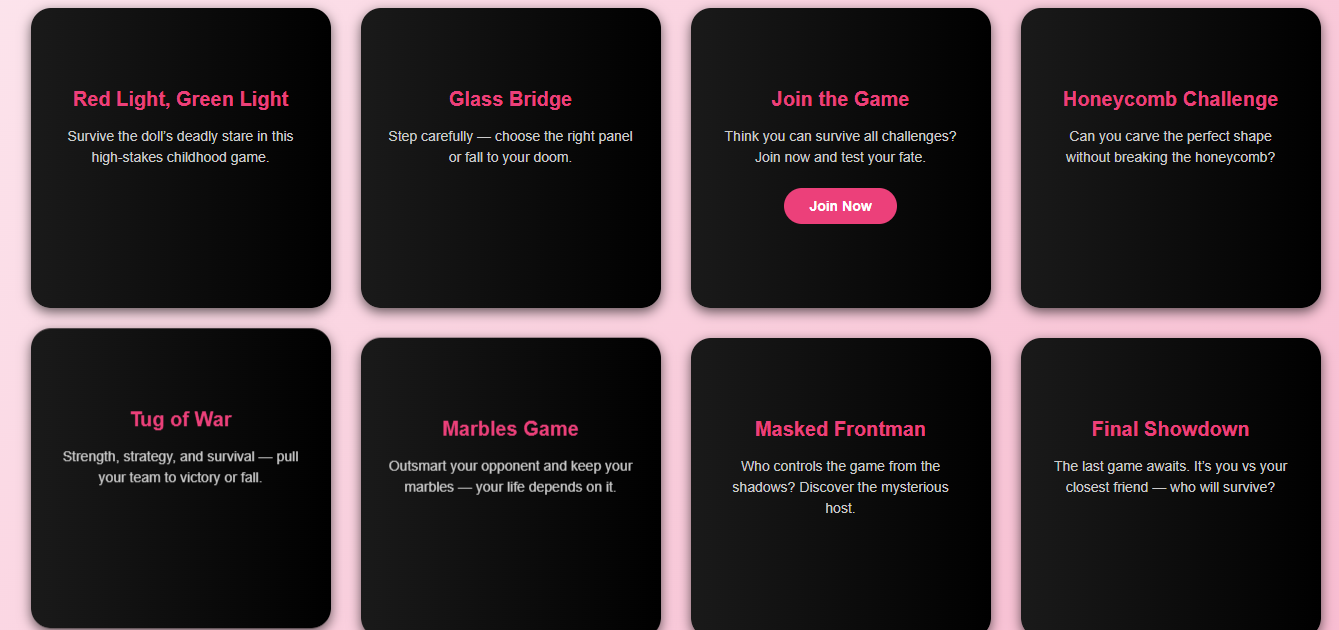 Red Light, Green Light
Survive the doll's deadly stare in this
high-stakes childhood game.
Glass Bridge
Step carefully — choose the right panel
or fall to your doom.
Join the Game
Think you can survive all challenges?
Join now and test your fate.
Join Now
Honeycomb Challenge
Can you carve the perfect shape
without breaking the honeycomb?
Tug of War
Strength, strategy, and survival — pull
your team to victory or fall.
Marbles Game
Outsmart your opponent and keep your
marbles — your life depends on it.
Masked Frontman
Who controls the game from the
shadows? Discover the mysterious
host.
Final Showdown
The last game awaits. It's you vs your
closest friend — who will survive?